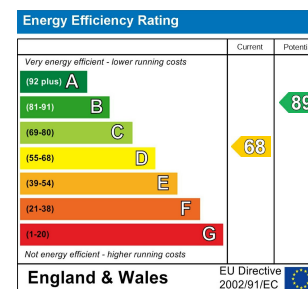 Energy Efficiency Rating
Current Potenti
Very energy efficient - lower running costs
(92 plus) A
(81-91) B
89
(69-80) C
68
(55-68) D
(39-54) E
(21-38) F
(1-20) G
Not energy efficient - higher running costs
England & Wales
EU Directive
2002/91/EC